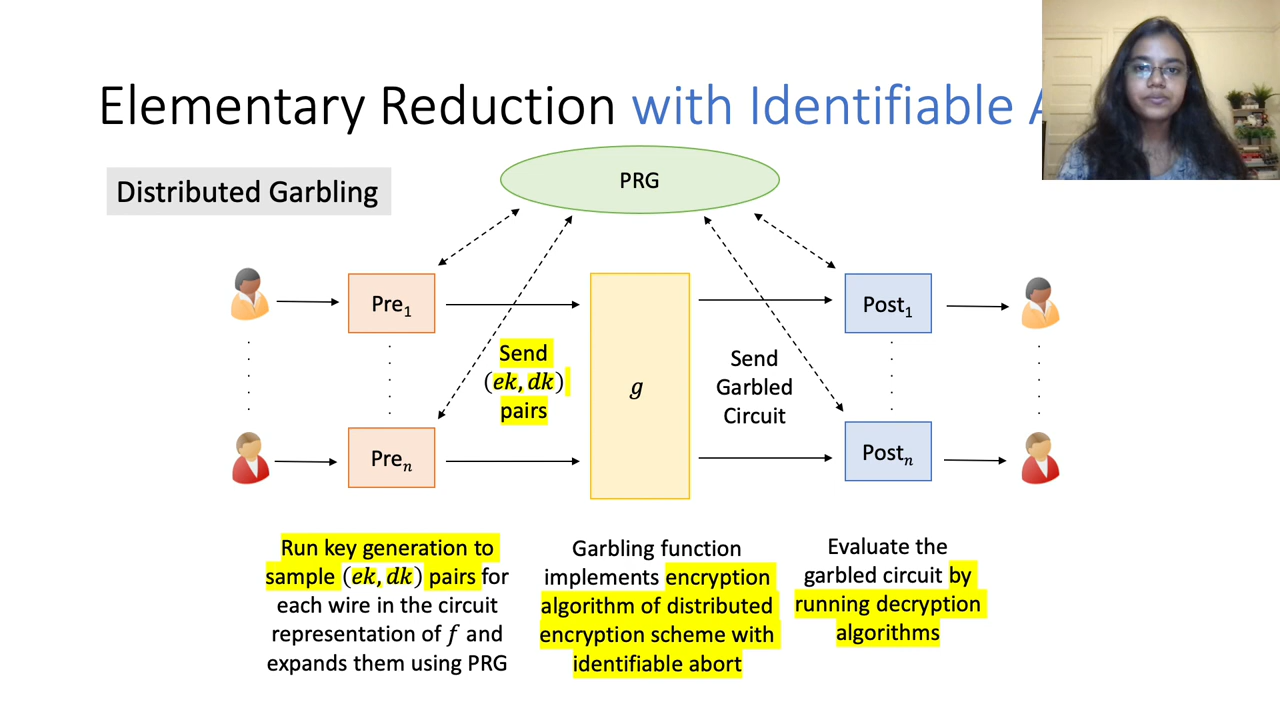 Elementary Reduction with Identifiable
Distributed Garbling
PRG
Pre1
Pren
Send
(ek, dk)
pairs
g
Send
Garbled
Circuit
Post1
Postn
Run key generation to
sample (ek, dk) pairs for
each wire in the circuit
representation of f and
expands them using PRG
Garbling function
implements encryption
algorithm of distributed
encryption scheme with
identifiable abort
Evaluate the
garbled circuit by
running decryption
algorithms